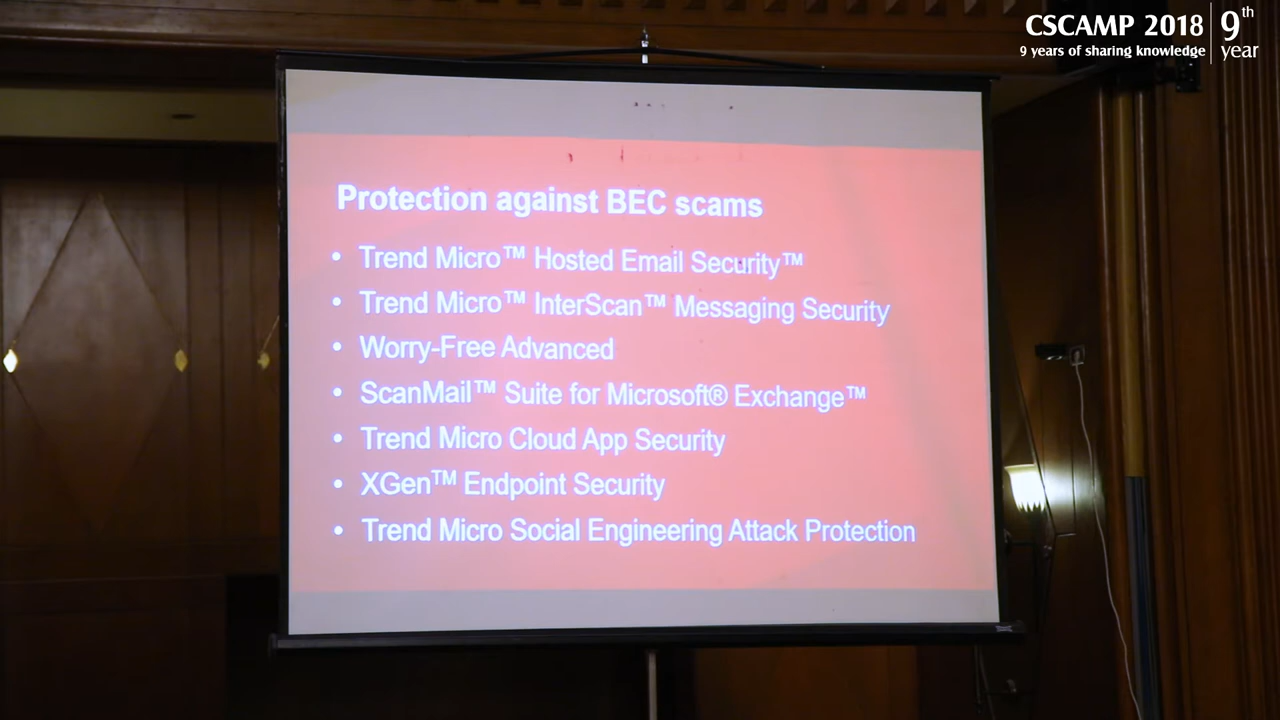 CSCAMP 2018 | 9th
9 years of sharing knowledge | year
Protection against BEC scams
• Trend Micro™ Hosted Email Security™
• Trend Micro™ InterScan™ Messaging Security
• Worry-Free Advanced
• ScanMail™ Suite for Microsoft® Exchange™
• Trend Micro Cloud App Security
• XGen™ Endpoint Security
• Trend Micro Social Engineering Attack Protection